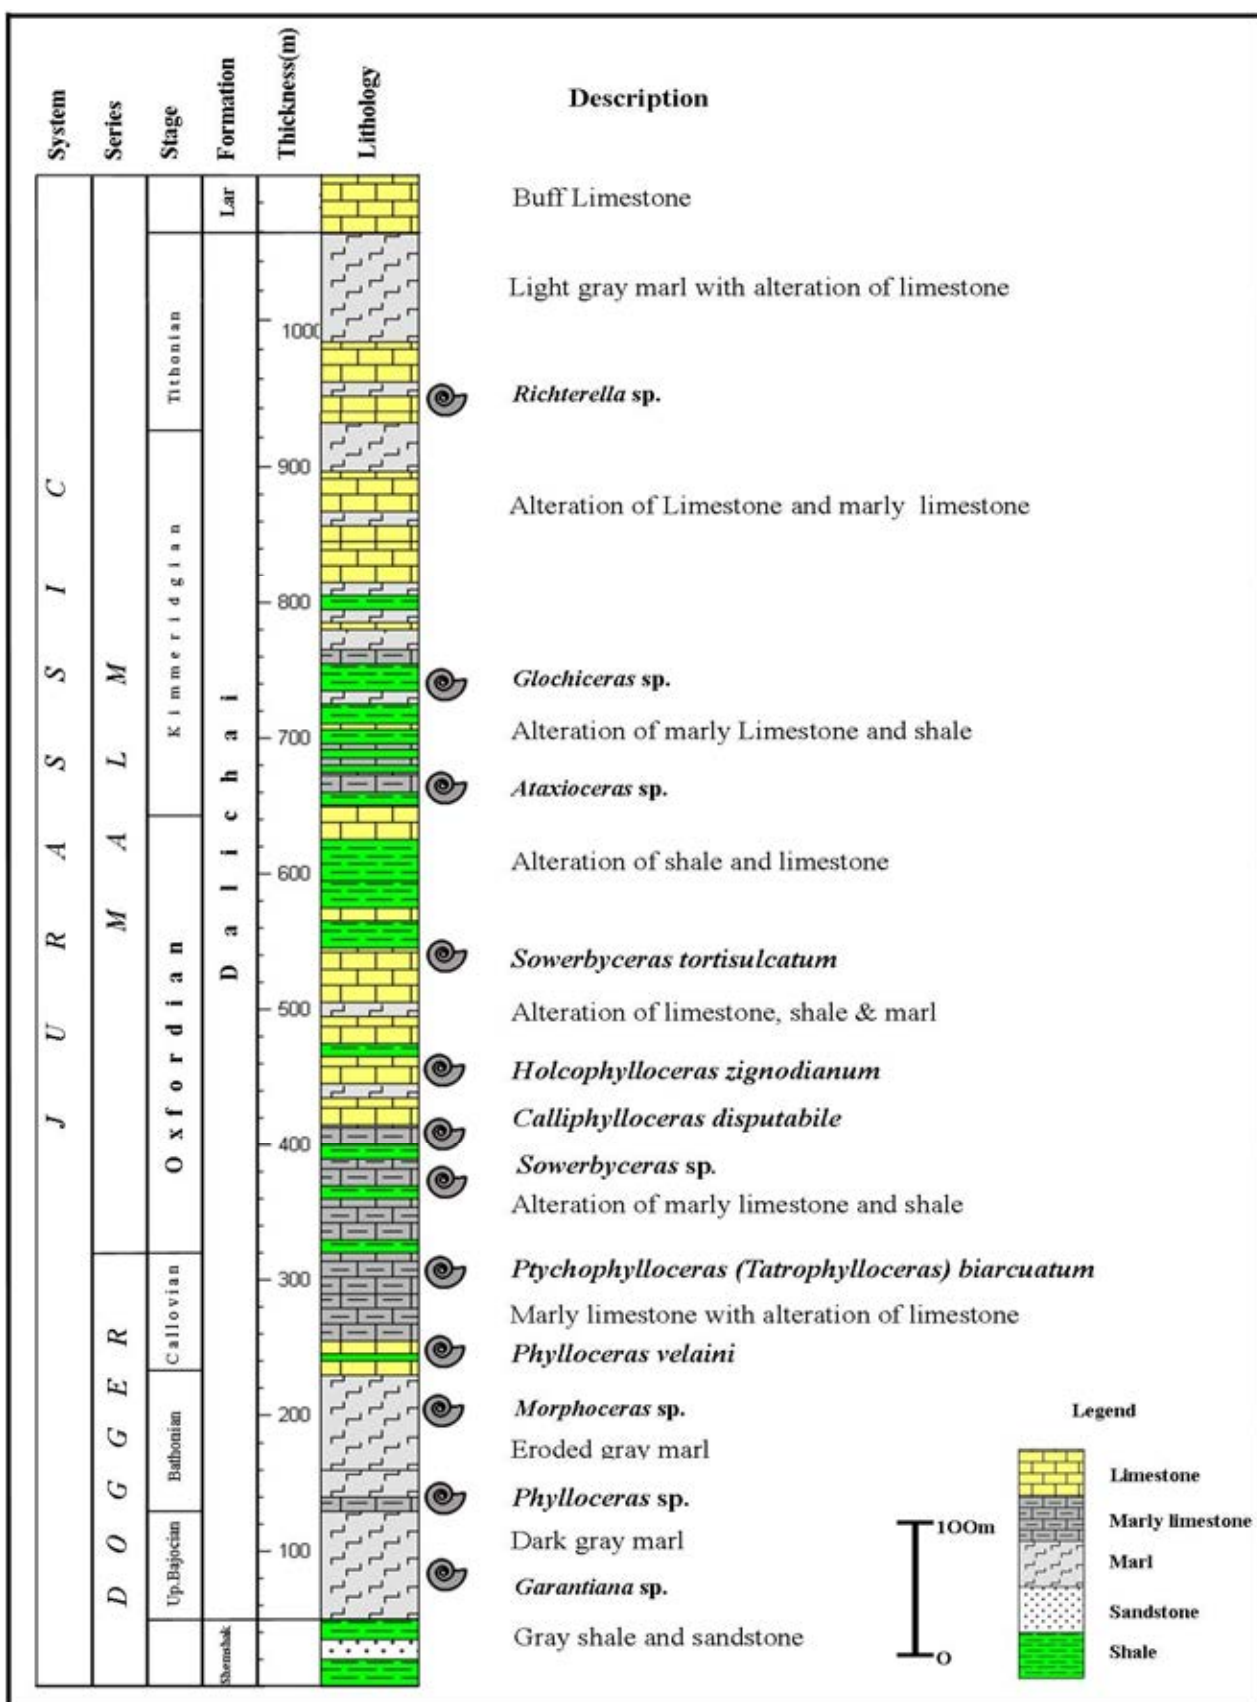 System
Series
Stage
Formation
Thickness(m)
Lithology
Description
JURASSIC
MALM
DOGGER
Tithonian
Kimmeridgian
Oxfordian
Callovian
Bathonian
Up.Bajocian
Lar
Dalichai
Shemshak
1000
900
800
700
600
500
400
300
200
100
Buff Limestone
Light gray marl with alteration of limestone
Richterella sp.
Alteration of Limestone and marly limestone
Glochiceras sp.
Alteration of marly Limestone and shale
Ataxioceras sp.
Alteration of shale and limestone
Sowerbyceras tortisulcatum
Alteration of limestone, shale & marl
Holcophylloceras zignodianum
Calliphylloceras disputabile
Sowerbyceras sp.
Alteration of marly limestone and shale
Ptychophylloceras (Tatrophylloceras) biarcuatum
Marly limestone with alteration of limestone
Phylloceras velaini
Morphoceras sp.
Eroded gray marl
Phylloceras sp.
Dark gray marl
Garantiana sp.
Gray shale and sandstone
Legend
Limestone
Marly limestone
Marl
Sandstone
Shale
100m
O